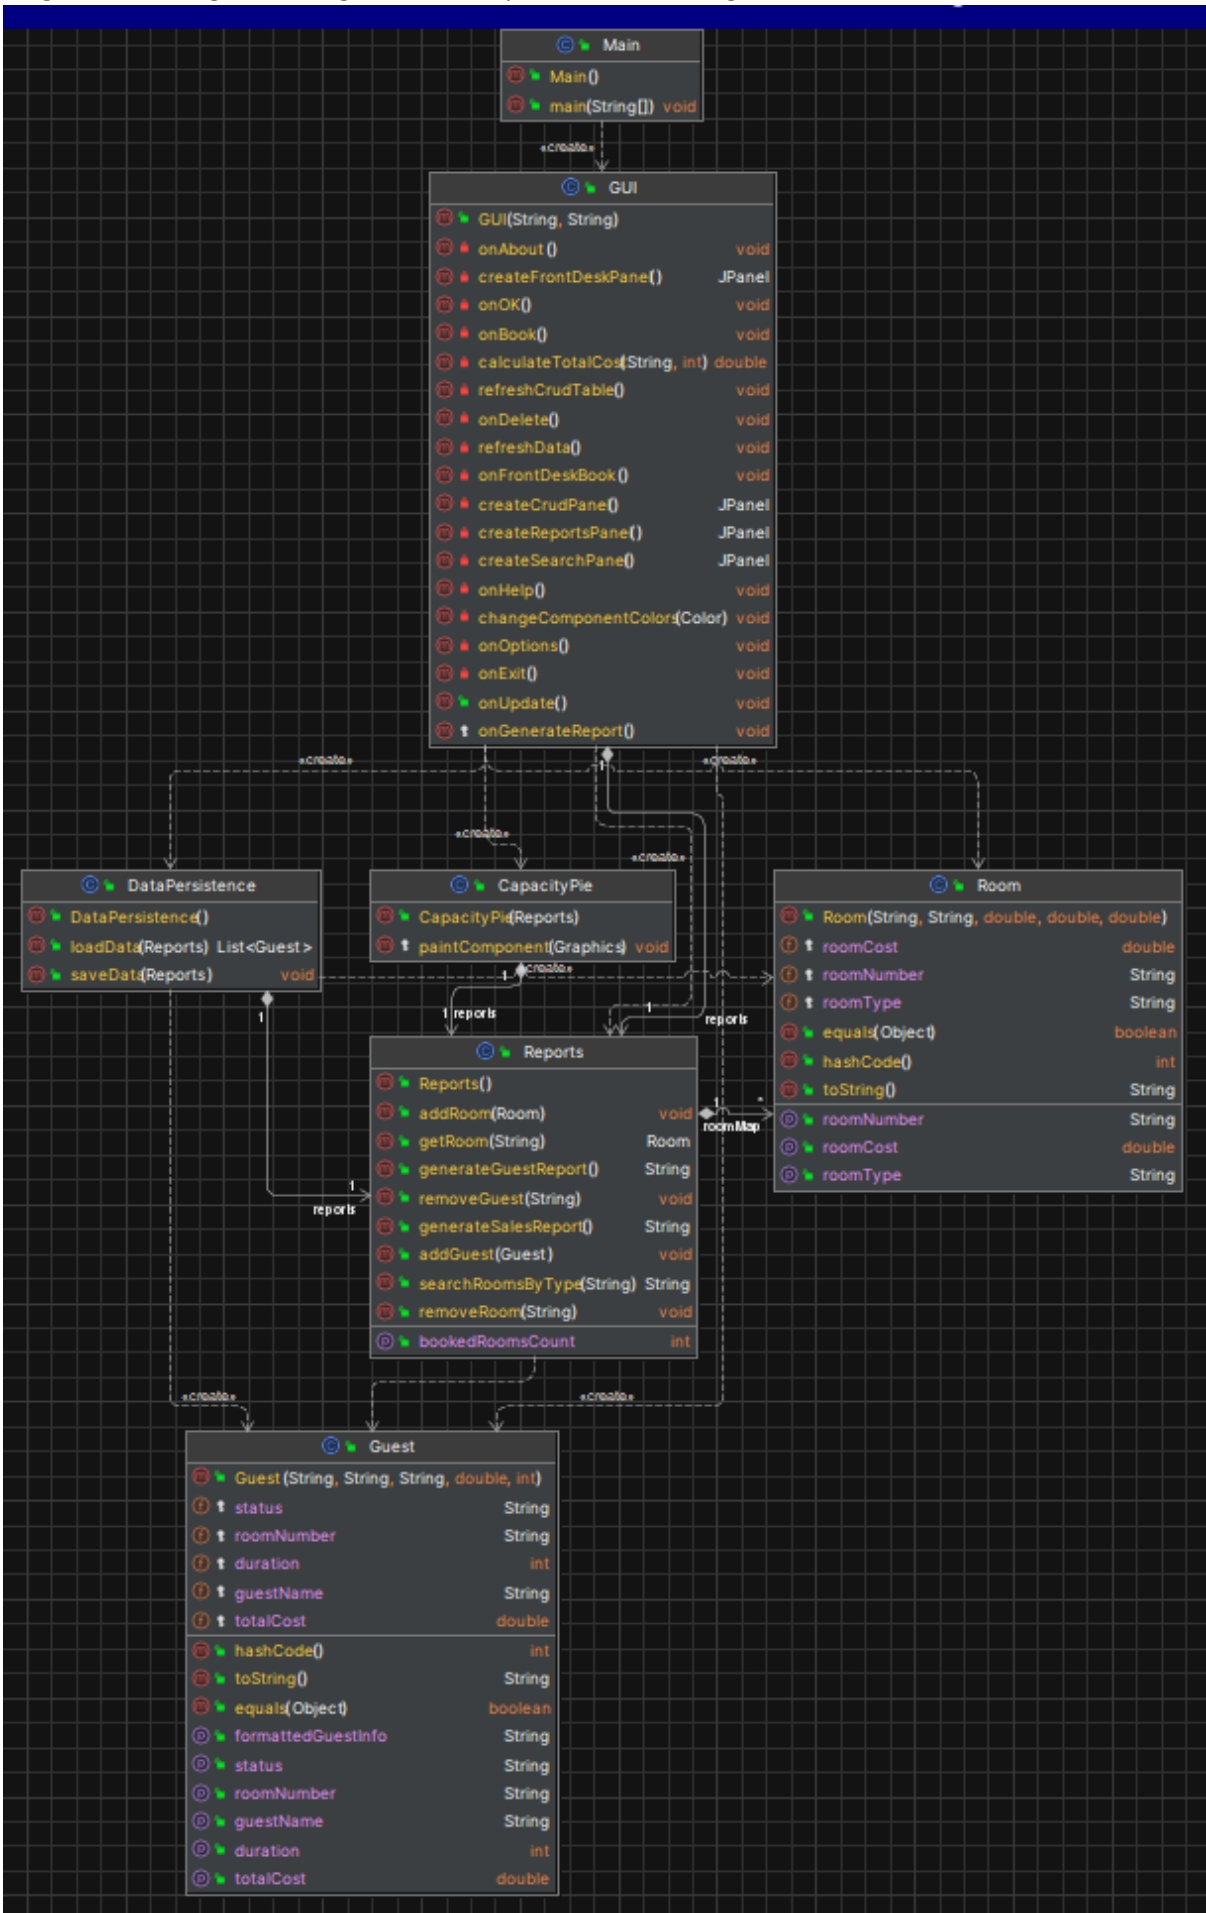 Main
Main()
main(String[]) void
«create»
GUI
GUI(String, String)
onAbout() void
createFrontDeskPanel() JPanel
onOK() void
onBook() void
calculateTotalCost(String, int) double
refreshCrudTable() void
onDelete() void
refreshData() void
onFrontDeskBook() void
createCrudPanel() JPanel
createReportsPanel() JPanel
createSearchPanel() JPanel
onHelp() void
changeComponentColors(Color) void
onOptions() void
onExit() void
onUpdate() void
onGenerateReport() void
«create» 1 «create»
«create»
«create»
DataPersistence
DataPersistence()
loadData(Reports) List<Guest>
saveData(Reports) void
CapacityPie
CapacityPie(Reports)
paintComponent(Graphics) void
Room
Room(String, String, double, double, double)
roomCost double
roomNumber String
roomType String
equals(Object) boolean
hashCode() int
toString() String
roomNumber String
roomCost double
roomType String
1 «create»
1 1 reports 1 reports
Reports
Reports()
addRoom(Room) void
getRoom(String) Room
generateGuestReport() String
removeGuest(String) void
generateSalesReport() String
addGuest(Guest) void
searchRoomsByType(String) String
removeRoom(String) void
bookedRoomsCount int
1 *
roomMap
1
reports
«create» «create»
Guest
Guest(String, String, String, double, int)
status String
roomNumber String
duration int
guestName String
totalCost double
hashCode() int
toString() String
equals(Object) boolean
formattedGuestInfo String
status String
roomNumber String
guestName String
duration int
totalCost double